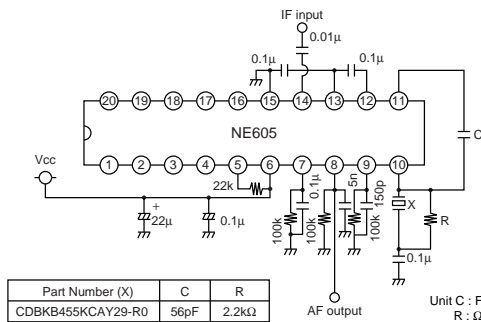 IF input
0.01μ
0.1μ
0.1μ
20 19 18 17 16 15 14 13 12 11
C
NE605
Vcc
1 2 3 4 5 6 7 8 9 10
22k
+
22μ
0.1μ
100k
0.1μ
100k
5n
100k
150p
X
R
0.1μ
Part Number (X) C R
CDBKB455KCAY29-R0 56pF 2.2kΩ
AF output
Unit C : F
R : Ω